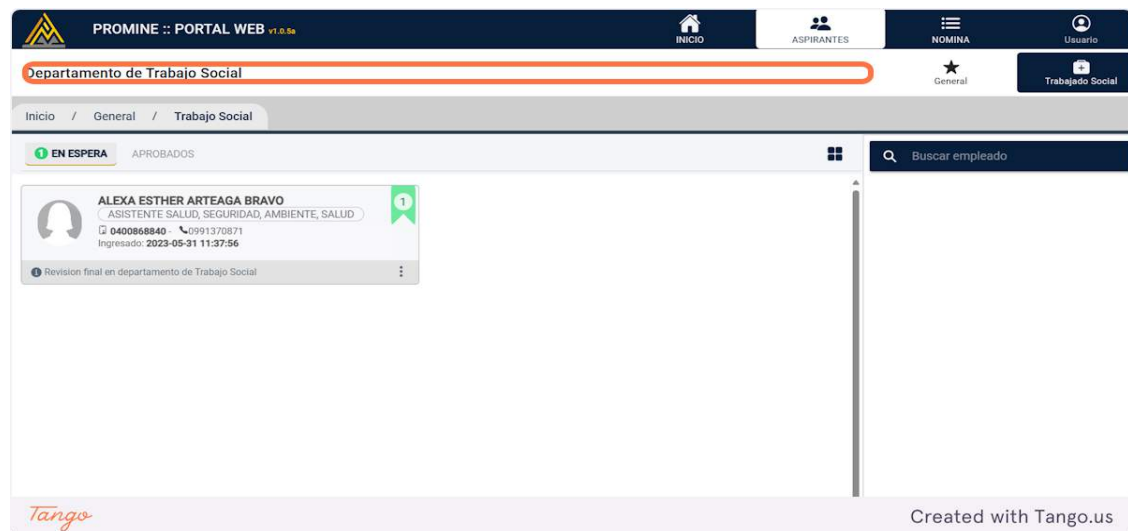 PROMINE :: PORTAL WEB v1.0.5a
INICIO
ASPIRANTES
NOMINA
Usuario
Departamento de Trabajo Social
General
Trabajado Social
Inicio / General / Trabajo Social
1 EN ESPERA APROBADOS
Buscar empleado
ALEXA ESTHER ARTEAGA BRAVO
1
ASISTENTE SALUD, SEGURIDAD, AMBIENTE, SALUD
0400868840 - 0991370871
Ingresado: 2023-05-31 11:37:56
Revision final en departamento de Trabajo Social
Tango
Created with Tango.us